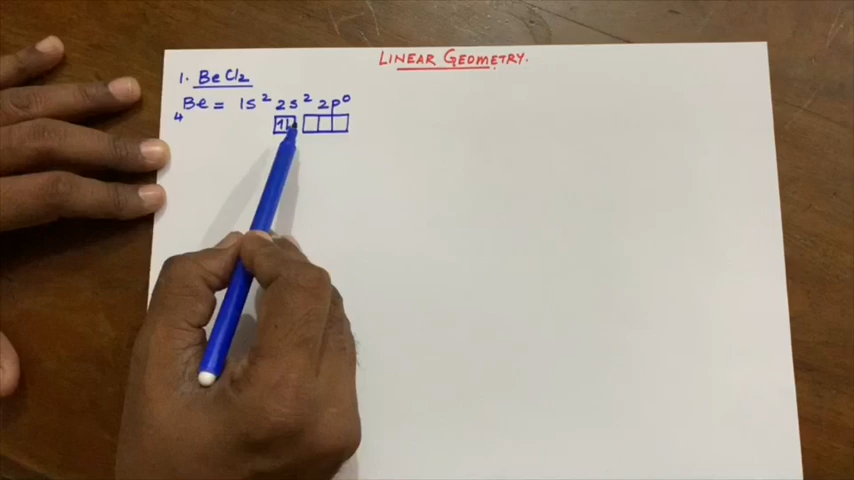 LINEAR GEOMETRY.
1. BeCl2
4Be = 1s² 2s² 2p⁰